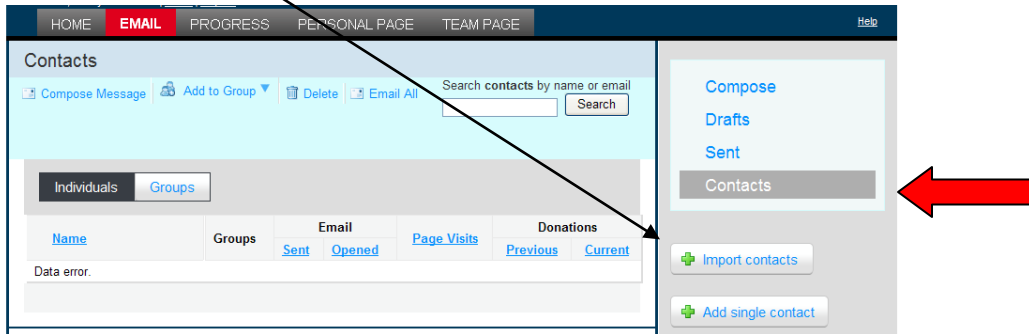 HOME EMAIL PROGRESS PERSONAL PAGE TEAM PAGE Help
Contacts
Compose Message Add to Group Delete Email All
Search contacts by name or email
Search
Individuals Groups
Name Groups Email Page Visits Donations
Sent Opened Previous Current
Data error.
Compose
Drafts
Sent
Contacts
Import contacts
Add single contact